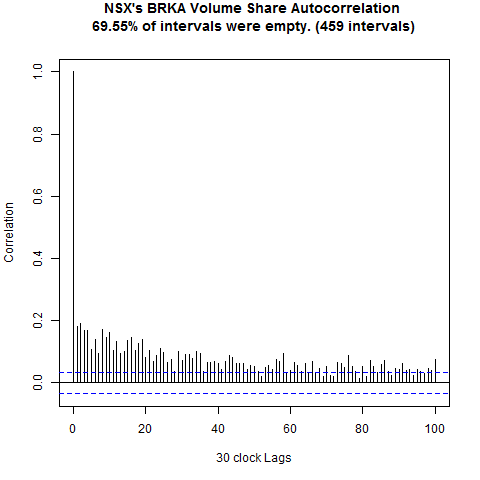 NSX's BRKA Volume Share Autocorrelation
69.55% of intervals were empty. (459 intervals)
Correlation
1.0
0.8
0.6
0.4
0.2
0.0
0 20 40 60 80 100
30 clock Lags